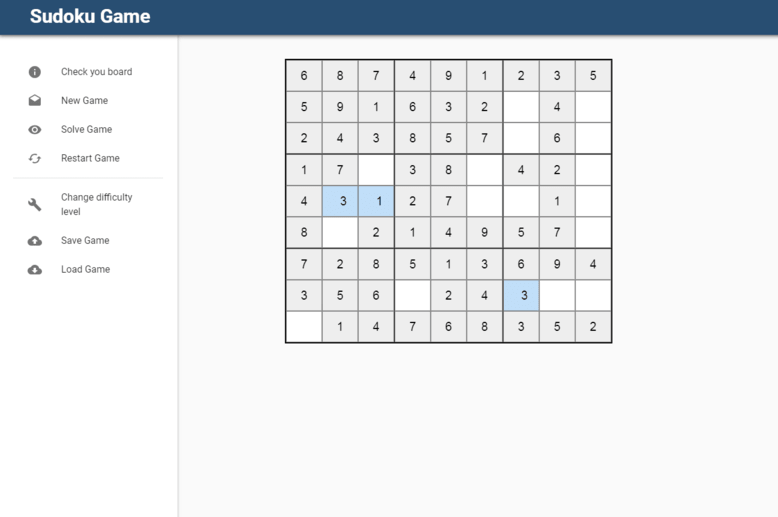 Sudoku Game
Check you board
New Game
Solve Game
Restart Game
Change difficulty
level
Save Game
Load Game
6 8 7 4 9 1 2 3 5
5 9 1 6 3 2 4
2 4 3 8 5 7 6
1 7 3 8 4 2
4 3 1 2 7 1
8 2 1 4 9 5 7
7 2 8 5 1 3 6 9 4
3 5 6 2 4 3
1 4 7 6 8 3 5 2